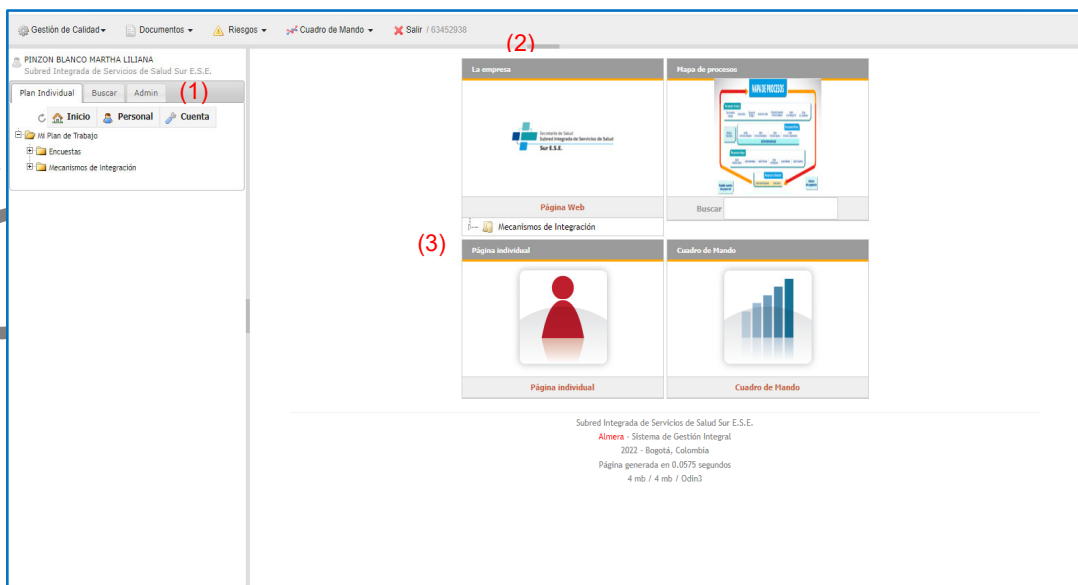 Gestión de Calidad Documentos Riesgos Cuadro de Mando Salir / 63452938
(2)
PINZON BLANCO MARTHA LILIANA
Subred Integrada de Servicios de Salud Sur E.S.E.
Plan Individual Buscar Admin (1)
Inicio Personal Cuenta
Mi Plan de Trabajo
Encuestas
Mecanismos de Integración
La empresa
Secretaría de Salud
Subred Integrada de Servicios de Salud
Sur E.S.E.
Página Web
Mecanismos de Integración
Mapa de procesos
MAPA DE PROCESOS
Buscar
(3)
Página individual
Página individual
Cuadro de Mando
Cuadro de Mando
Subred Integrada de Servicios de Salud Sur E.S.E.
Almera - Sistema de Gestión Integral
2022 - Bogotá, Colombia
Página generada en 0.0575 segundos
4 mb / 4 mb / Odin3